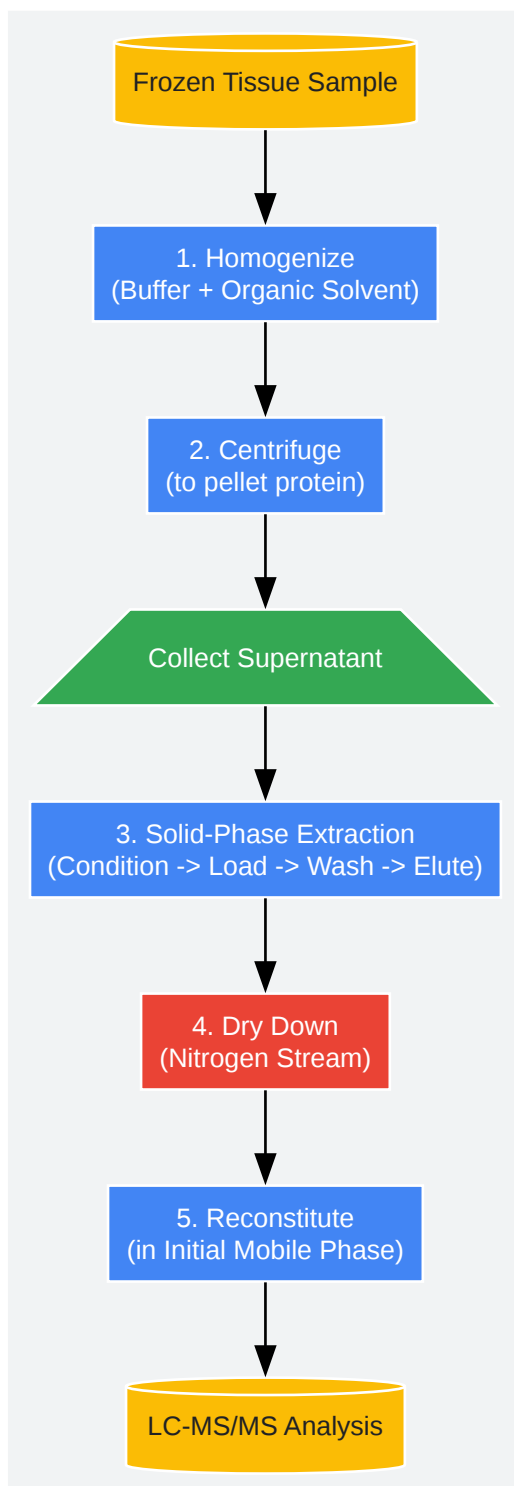 Frozen Tissue Sample
1. Homogenize
(Buffer + Organic Solvent)
2. Centrifuge
(to pellet protein)
Collect Supernatant
3. Solid-Phase Extraction
(Condition -> Load -> Wash -> Elute)
4. Dry Down
(Nitrogen Stream)
5. Reconstitute
(in Initial Mobile Phase)
LC-MS/MS Analysis